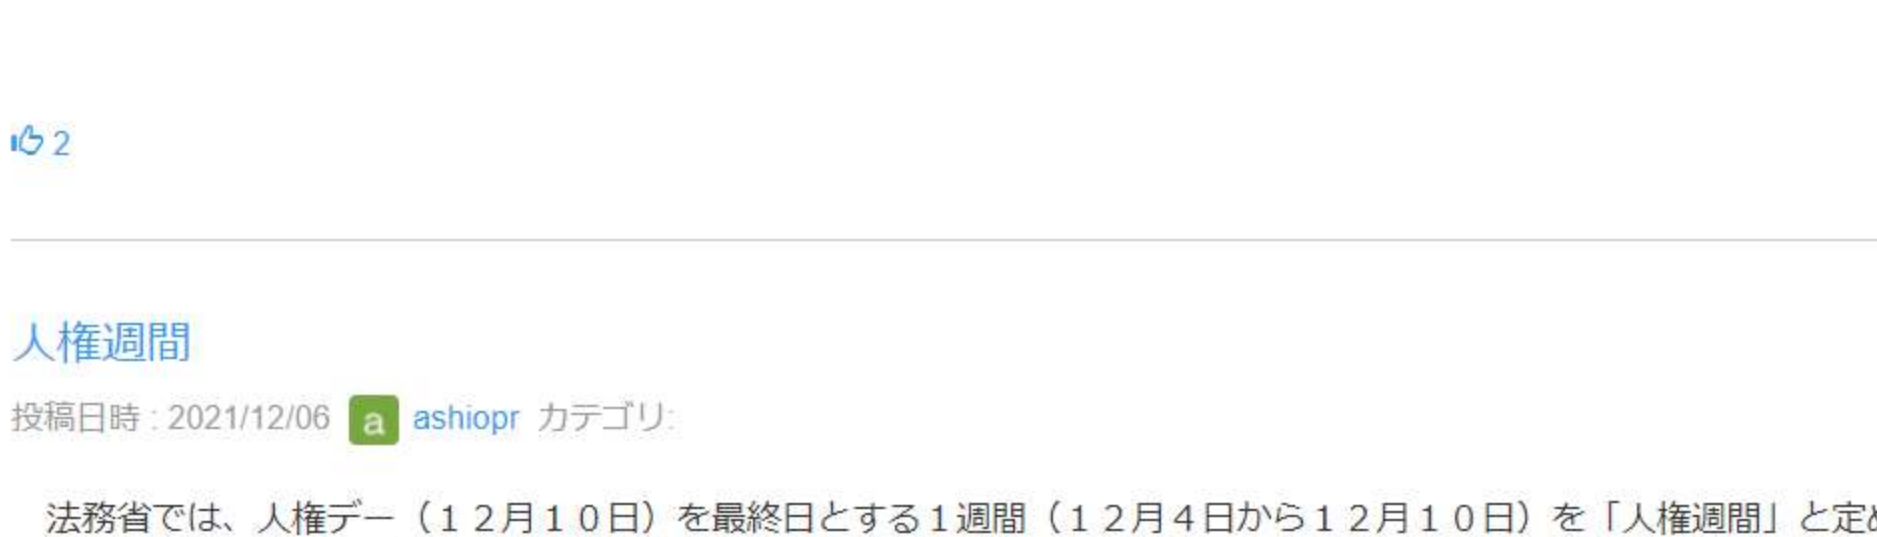 2
人権週間
投稿日時 : 2021/12/06 a ashiopr カテゴリ:
法務省では、人権デー（１２月１０日）を最終日とする１週間（１２月４日から１２月１０日）を「人権週間」と定